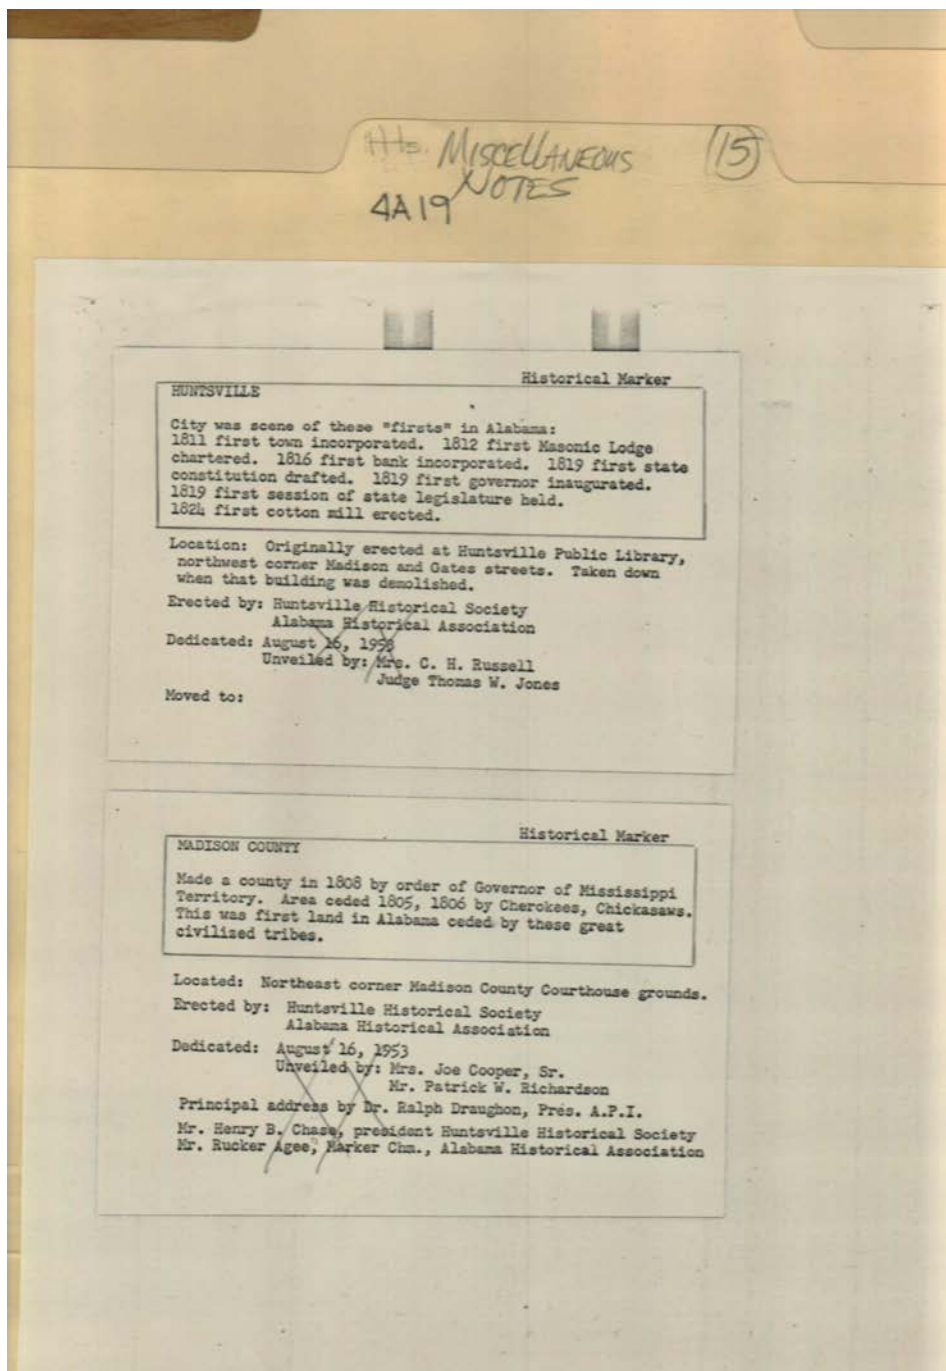 Hts. MISCELLANEOUS (15)
NOTES
4A19
Historical Marker
HUNTSVILLE
City was scene of these "firsts" in Alabama:
1811 first town incorporated. 1812 first Masonic Lodge
chartered. 1816 first bank incorporated. 1819 first state
constitution drafted. 1819 first governor inaugurated.
1819 first session of state legislature held.
1824 first cotton mill erected.
Location: Originally erected at Huntsville Public Library,
northwest corner Madison and Gates streets. Taken down
when that building was demolished.
Erected by: Huntsville Historical Society
Alabama Historical Association
Dedicated: August 16, 1953
Unveiled by: Mrs. C. H. Russell
Judge Thomas W. Jones
Moved to:
Historical Marker
MADISON COUNTY
Made a county in 1808 by order of Governor of Mississippi
Territory. Area ceded 1805, 1806 by Cherokees, Chickasaws.
This was first land in Alabama ceded by these great
civilized tribes.
Located: Northeast corner Madison County Courthouse grounds.
Erected by: Huntsville Historical Society
Alabama Historical Association
Dedicated: August 16, 1953
Unveiled by: Mrs. Joe Cooper, Sr.
Mr. Patrick W. Richardson
Principal address by Dr. Ralph Draughon, Pres. A.P.I.
Mr. Henry B. Chase, president Huntsville Historical Society
Mr. Rucker Agee, Marker Chm., Alabama Historical Association